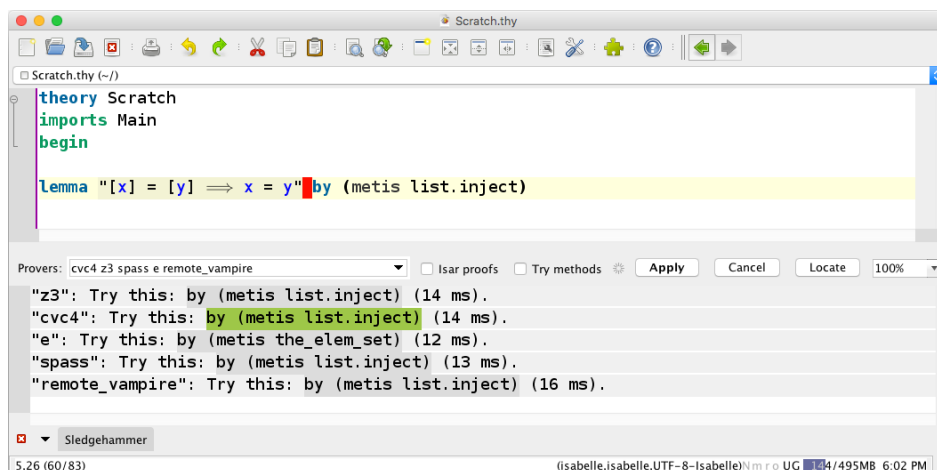 Scratch.thy
Scratch.thy (~/)
theory Scratch
imports Main
begin
lemma "[x] = [y] ⟹ x = y" by (metis list.inject)
Provers: cvc4 z3 spass e remote_vampire Isar proofs Try methods Apply Cancel Locate 100%
"z3": Try this: by (metis list.inject) (14 ms).
"cvc4": Try this: by (metis list.inject) (14 ms).
"e": Try this: by (metis the_elem_set) (12 ms).
"spass": Try this: by (metis list.inject) (13 ms).
"remote_vampire": Try this: by (metis list.inject) (16 ms).
Sledgehammer
5,26 (60/83) (isabelle,isabelle,UTF-8-Isabelle)N m r o UG 144/495MB 6:02 PM